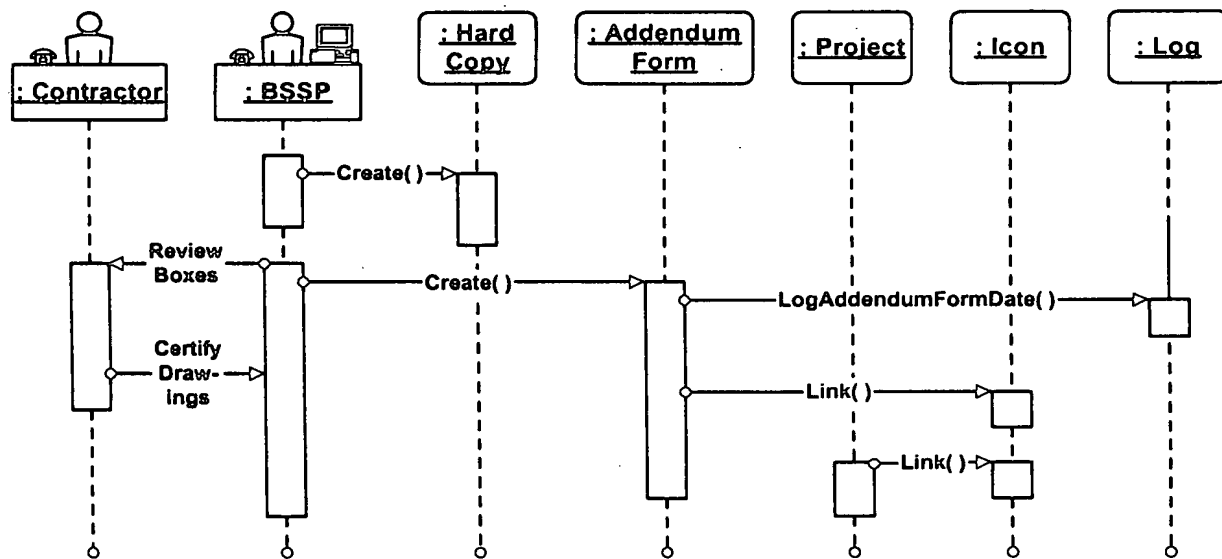 : Contractor
: BSSP
: Hard
Copy
: Addendum
Form
: Project
: Icon
: Log
Create( )
Review
Boxes
Create( )
LogAddendumFormDate( )
Certify
Draw-
ings
Link( )
Link( )